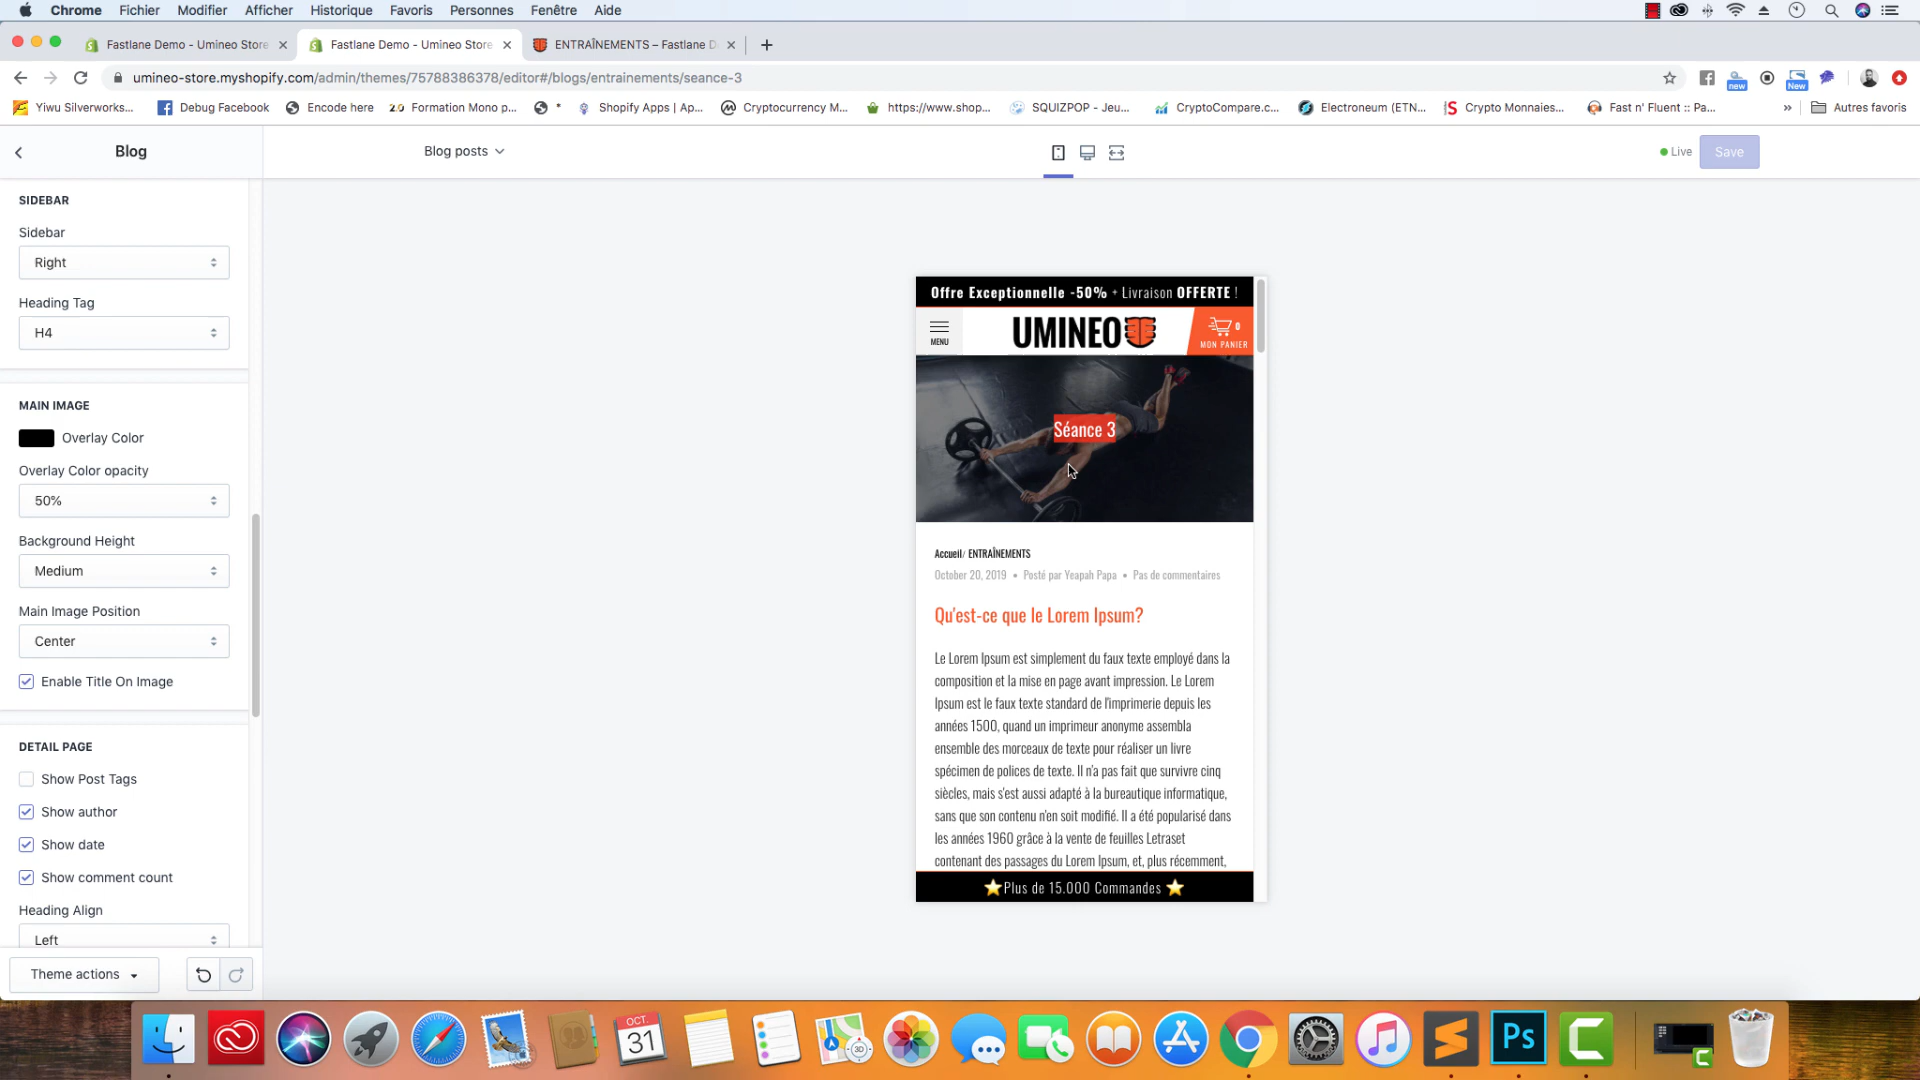 Chrome Fichier Modifier Afficher Historique Favoris Personnes Fenêtre Aide
Fastlane Demo - Umineo Store
Fastlane Demo - Umineo Store
ENTRAÎNEMENTS – Fastlane D
umineo-store.myshopify.com/admin/themes/75788386378/editor#/blogs/entrainements/seance-3
new
New
Yiwu Silverworks...
Debug Facebook
Encode here
2.0 Formation Mono p...
*
Shopify Apps | Ap...
Cryptocurrency M...
https://www.shop...
SQUIZPOP - Jeu...
CryptoCompare.c...
Electroneum (ETN...
Crypto Monnaies...
Fast n' Fluent :: Pa...
»
Autres favoris
Blog
Blog posts
Live
Save
SIDEBAR
Sidebar
Right
Heading Tag
H4
MAIN IMAGE
Overlay Color
Overlay Color opacity
50%
Background Height
Medium
Main Image Position
Center
Enable Title On Image
DETAIL PAGE
Show Post Tags
Show author
Show date
Show comment count
Heading Align
Left
Theme actions
Offre Exceptionnelle -50% + Livraison OFFERTE !
MENU
UMINEO
0
MON PANIER
Séance 3
Accueil/ ENTRAÎNEMENTS
October 20, 2019 • Posté par Yeapah Papa • Pas de commentaires
Qu'est-ce que le Lorem Ipsum?
Le Lorem Ipsum est simplement du faux texte employé dans la
composition et la mise en page avant impression. Le Lorem
Ipsum est le faux texte standard de l'imprimerie depuis les
années 1500, quand un imprimeur anonyme assembla
ensemble des morceaux de texte pour réaliser un livre
spécimen de polices de texte. Il n'a pas fait que survivre cinq
siècles, mais s'est aussi adapté à la bureautique informatique,
sans que son contenu n'en soit modifié. Il a été popularisé dans
les années 1960 grâce à la vente de feuilles Letraset
contenant des passages du Lorem Ipsum, et, plus récemment,
⭐Plus de 15.000 Commandes ⭐
OCT.
31
3D
Ps